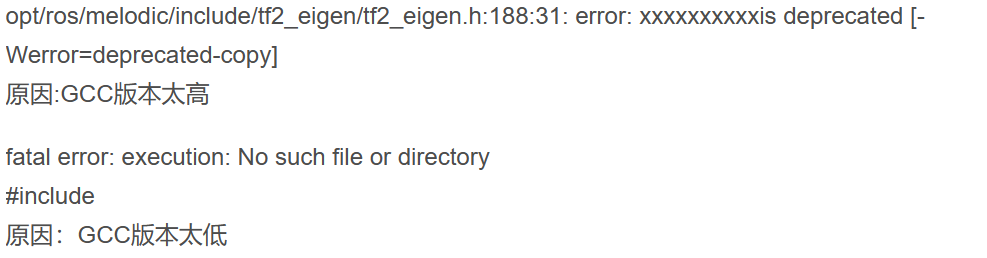 opt/ros/melodic/include/tf2_eigen/tf2_eigen.h:188:31: error: xxxxxxxxxxis deprecated [-
Werror=deprecated-copy]
原因:GCC版本太高
fatal error: execution: No such file or directory
#include
原因：GCC版本太低